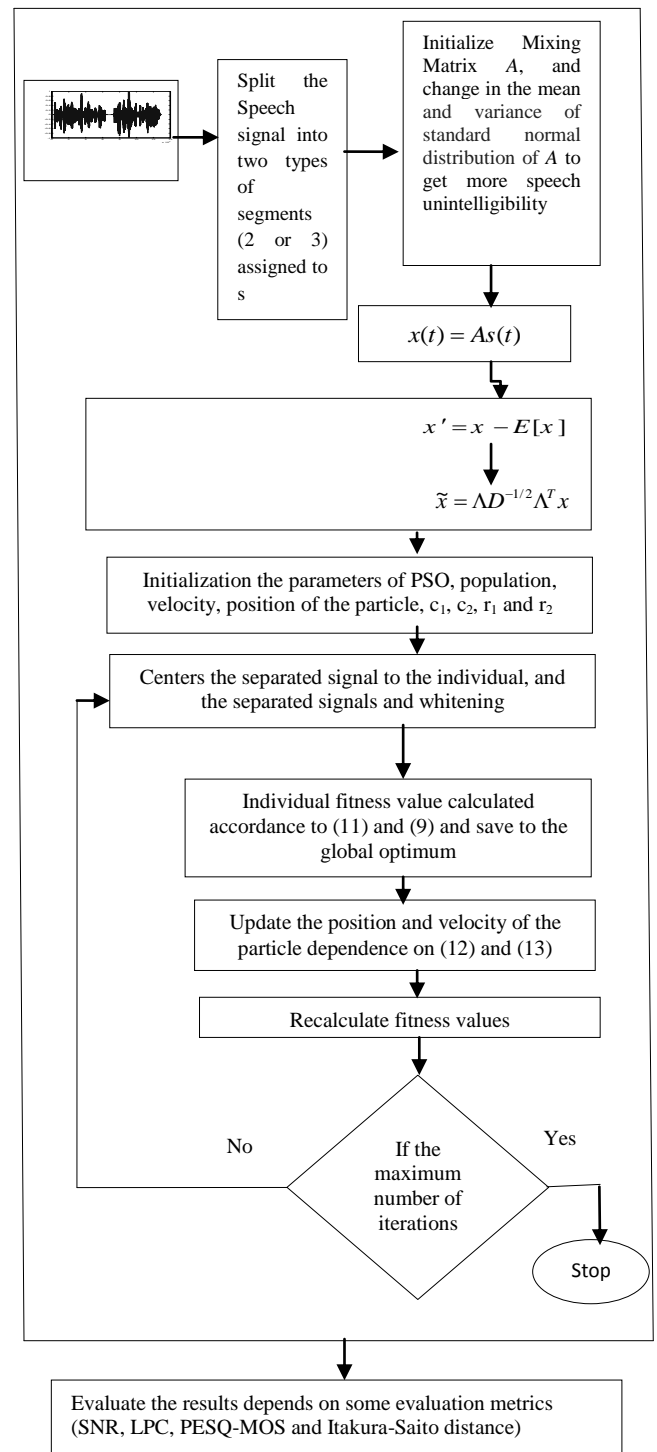 Split the
Speech
signal into
two types
of
segments
(2 or 3)
assigned to
s
Initialize Mixing
Matrix A, and
change in the mean
and variance of
standard normal
distribution of A to
get more speech
unintelligibility
x(t) = As(t)
x ′ = x − E[x ]
x̃ = ΛD^{−1/2} Λ^T x
Initialization the parameters of PSO, population,
velocity, position of the particle, c₁, c₂, r₁ and r₂
Centers the separated signal to the individual, and
the separated signals and whitening
Individual fitness value calculated
accordance to (11) and (9) and save to the
global optimum
Update the position and velocity of the
particle dependence on (12) and (13)
Recalculate fitness values
No
If the
maximum
number of
iterations
Yes
Stop
Evaluate the results depends on some evaluation metrics
(SNR, LPC, PESQ-MOS and Itakura-Saito distance)